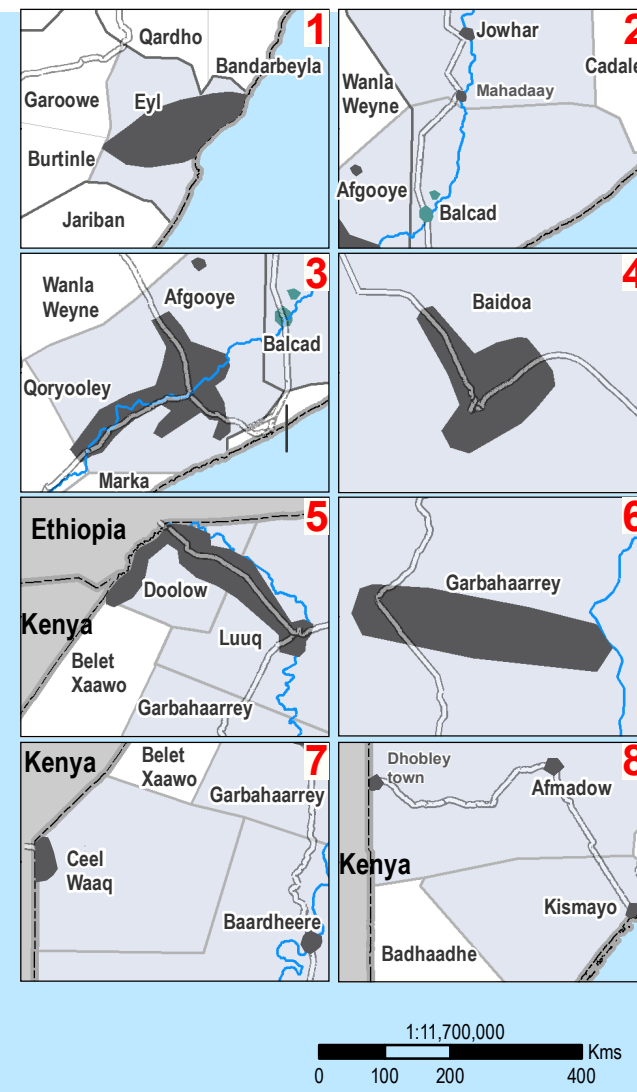 1
Qardho
Bandarbeyla
Garoowe
Eyl
Burtinle
Jariban
2
Jowhar
Cadale
Wanla
Weyne
Mahadaay
Afgooye
Balcad
3
Wanla
Weyne
Afgooye
Balcad
Qoryooley
Marka
4
Baidoa
5
Ethiopia
Doolow
Kenya
Luuq
Belet
Xaawo
Garbahaarrey
6
Garbahaarrey
7
Kenya
Belet
Xaawo
Garbahaarrey
Ceel
Waaq
Baardheere
8
Dhobley
town
Afmadow
Kenya
Kismayo
Badhaadhe
1:11,700,000
Kms
0 100 200 400